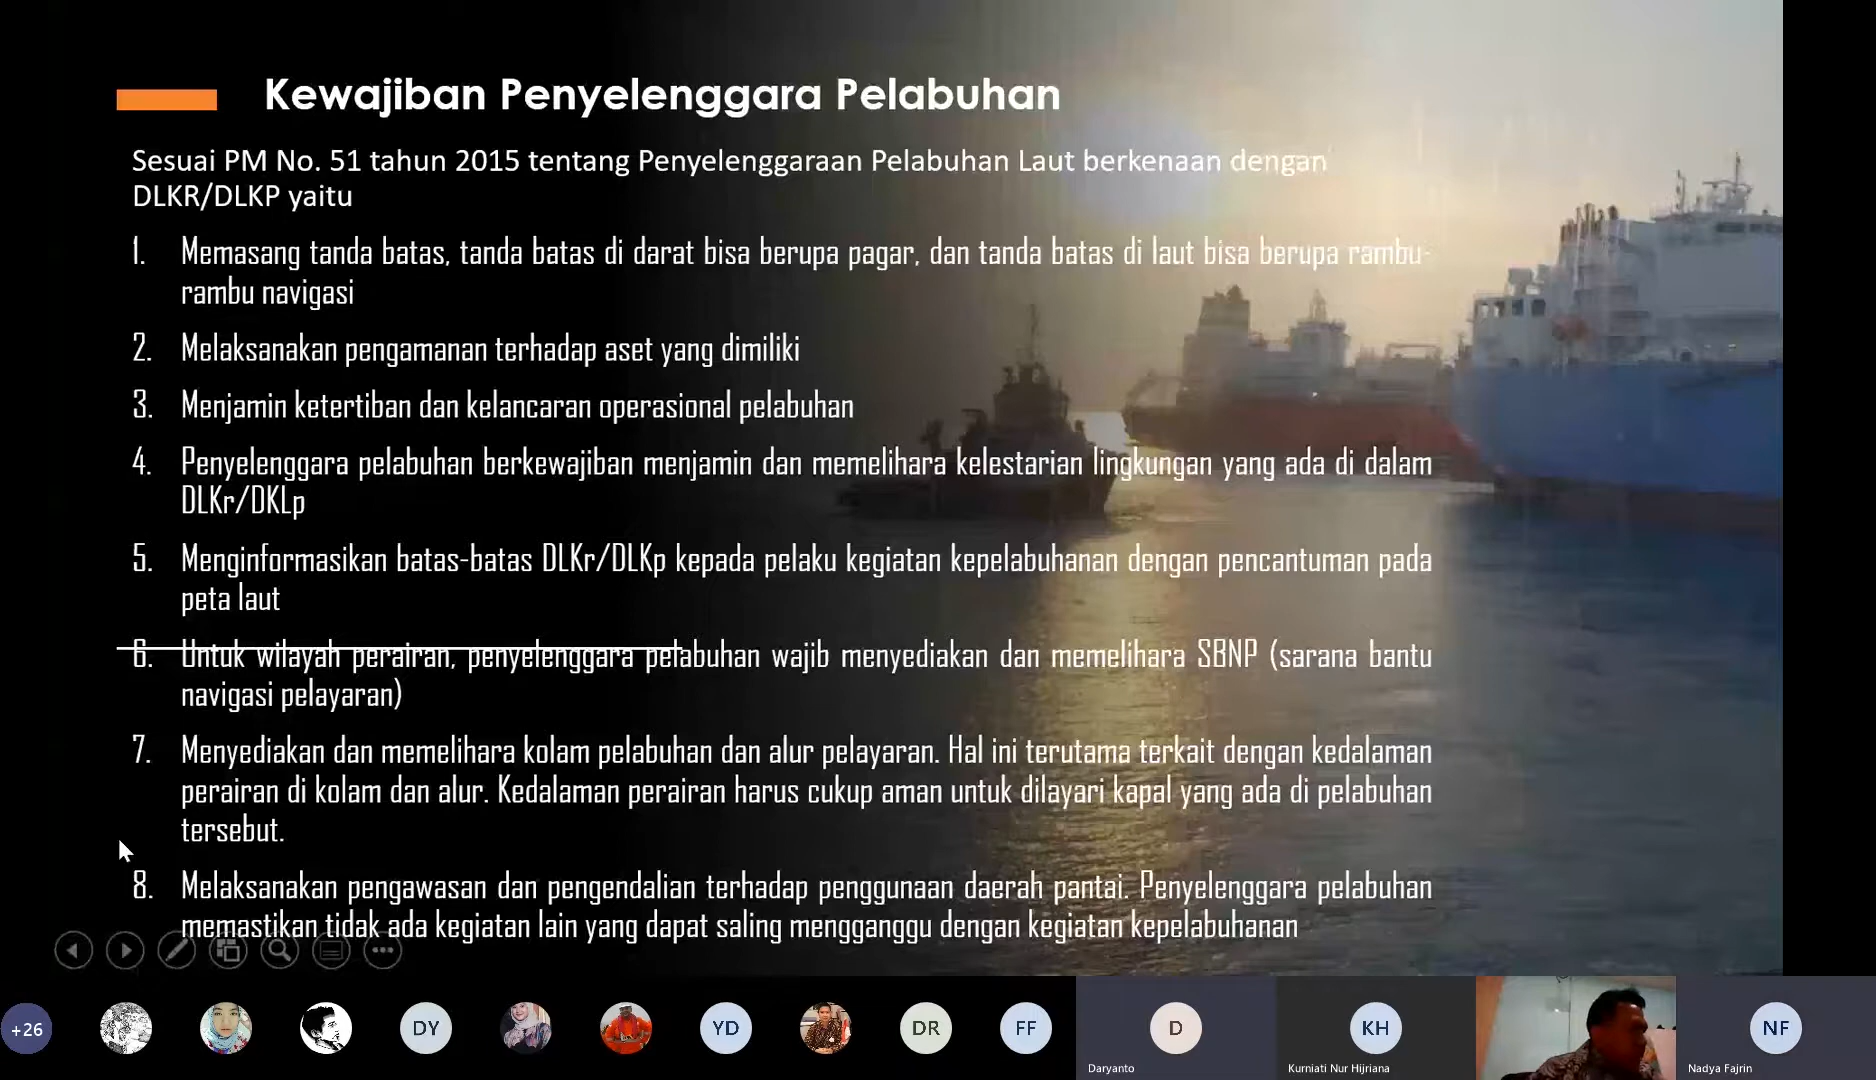 Kewajiban Penyelenggara Pelabuhan
Sesuai PM No. 51 tahun 2015 tentang Penyelenggaraan Pelabuhan Laut berkenaan dengan
DLKR/DLKP yaitu
1. Memasang tanda batas, tanda batas di darat bisa berupa pagar, dan tanda batas di laut bisa berupa rambu-
rambu navigasi
2. Melaksanakan pengamanan terhadap aset yang dimiliki
3. Menjamin ketertiban dan kelancaran operasional pelabuhan
4. Penyelenggara pelabuhan berkewajiban menjamin dan memelihara kelestarian lingkungan yang ada di dalam
DLKr/DKLp
5. Menginformasikan batas-batas DLKr/DLKp kepada pelaku kegiatan kepelabuhanan dengan pencantuman pada
peta laut
6. Untuk wilayah perairan, penyelenggara pelabuhan wajib menyediakan dan memelihara SBNP (sarana bantu
navigasi pelayaran)
7. Menyediakan dan memelihara kolam pelabuhan dan alur pelayaran. Hal ini terutama terkait dengan kedalaman
perairan di kolam dan alur. Kedalaman perairan harus cukup aman untuk dilayari kapal yang ada di pelabuhan
tersebut.
8. Melaksanakan pengawasan dan pengendalian terhadap penggunaan daerah pantai. Penyelenggara pelabuhan
memastikan tidak ada kegiatan lain yang dapat saling mengganggu dengan kegiatan kepelabuhanan
+26
DY
YD
DR
FF
D
KH
NF
Daryanto
Kurniati Nur Hijriana
Nadya Fajrin